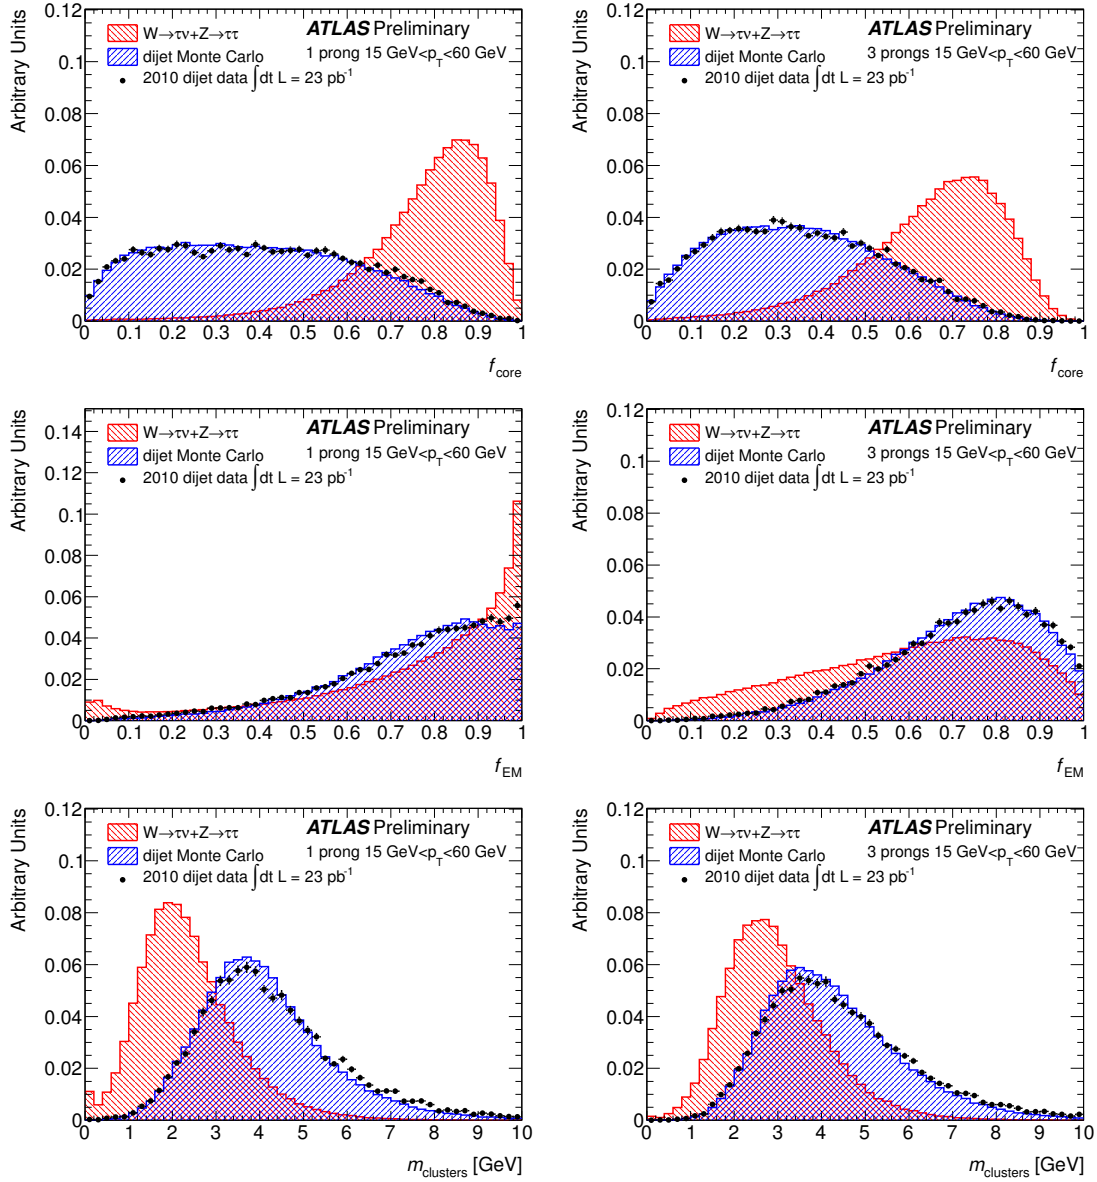 0.12
0.1
0.08
0.06
0.04
0.02
0
Arbitrary Units
W→τν+Z→ττ
dijet Monte Carlo
2010 dijet data ∫dt L = 23 pb⁻¹
ATLAS Preliminary
1 prong 15 GeV<p_T<60 GeV
0 0.1 0.2 0.3 0.4 0.5 0.6 0.7 0.8 0.9 1
f_core
0.12
0.1
0.08
0.06
0.04
0.02
0
Arbitrary Units
W→τν+Z→ττ
dijet Monte Carlo
2010 dijet data ∫dt L = 23 pb⁻¹
ATLAS Preliminary
3 prongs 15 GeV<p_T<60 GeV
0 0.1 0.2 0.3 0.4 0.5 0.6 0.7 0.8 0.9 1
f_core
0.14
0.12
0.1
0.08
0.06
0.04
0.02
0
Arbitrary Units
W→τν+Z→ττ
dijet Monte Carlo
2010 dijet data ∫dt L = 23 pb⁻¹
ATLAS Preliminary
1 prong 15 GeV<p_T<60 GeV
0 0.1 0.2 0.3 0.4 0.5 0.6 0.7 0.8 0.9 1
f_EM
0.12
0.1
0.08
0.06
0.04
0.02
0
Arbitrary Units
W→τν+Z→ττ
dijet Monte Carlo
2010 dijet data ∫dt L = 23 pb⁻¹
ATLAS Preliminary
3 prongs 15 GeV<p_T<60 GeV
0 0.1 0.2 0.3 0.4 0.5 0.6 0.7 0.8 0.9 1
f_EM
0.12
0.1
0.08
0.06
0.04
0.02
0
Arbitrary Units
W→τν+Z→ττ
dijet Monte Carlo
2010 dijet data ∫dt L = 23 pb⁻¹
ATLAS Preliminary
1 prong 15 GeV<p_T<60 GeV
0 1 2 3 4 5 6 7 8 9 10
m_clusters [GeV]
0.12
0.1
0.08
0.06
0.04
0.02
0
Arbitrary Units
W→τν+Z→ττ
dijet Monte Carlo
2010 dijet data ∫dt L = 23 pb⁻¹
ATLAS Preliminary
3 prongs 15 GeV<p_T<60 GeV
0 1 2 3 4 5 6 7 8 9 10
m_clusters [GeV]